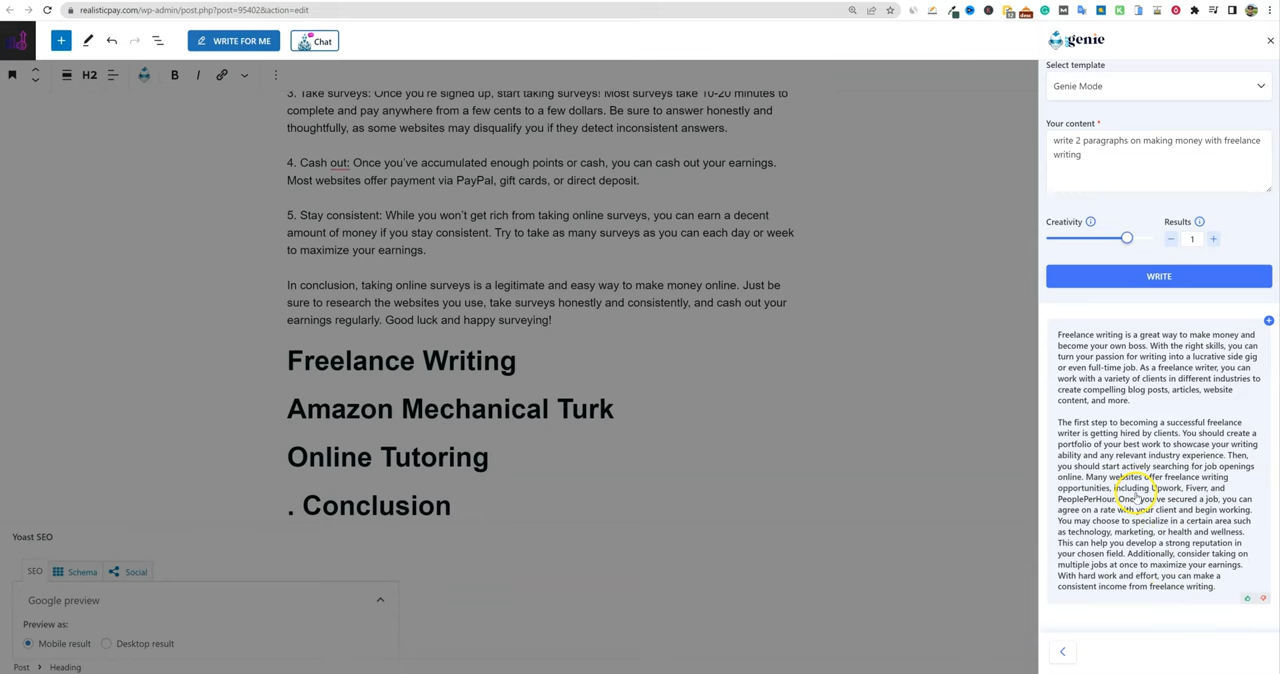 realisticpay.com/wp-admin/post.php?post=95402&action=edit
WRITE FOR ME
Chat
genie
H2
B
I
Select template
Genie Mode
Your content *
write 2 paragraphs on making money with freelance
writing
Creativity
Results
1
WRITE
3. Take surveys: Once you're signed up, start taking surveys! Most surveys take 10-20 minutes to
complete and pay anywhere from a few cents to a few dollars. Be sure to answer honestly and
thoughtfully, as some websites may disqualify you if they detect inconsistent answers.
4. Cash out: Once you've accumulated enough points or cash, you can cash out your earnings.
Most websites offer payment via PayPal, gift cards, or direct deposit.
5. Stay consistent: While you won't get rich from taking online surveys, you can earn a decent
amount of money if you stay consistent. Try to take as many surveys as you can each day or week
to maximize your earnings.
In conclusion, taking online surveys is a legitimate and easy way to make money online. Just be
sure to research the websites you use, take surveys honestly and consistently, and cash out your
earnings regularly. Good luck and happy surveying!
Freelance Writing
Amazon Mechanical Turk
Online Tutoring
. Conclusion
Freelance writing is a great way to make money and
become your own boss. With the right skills, you can
turn your passion for writing into a lucrative side gig
or even full-time job. As a freelance writer, you can
work with a variety of clients in different industries to
create compelling blog posts, articles, website
content, and more.
The first step to becoming a successful freelance
writer is getting hired by clients. You should create a
portfolio of your best work to showcase your writing
ability and any relevant industry experience. Then,
you should start actively searching for job openings
online. Many websites offer freelance writing
opportunities, including Upwork, Fiverr, and
PeoplePerHour. Once you've secured a job, you can
agree on a rate with your client and begin working.
You may choose to specialize in a certain area such
as technology, marketing, or health and wellness.
This can help you develop a strong reputation in
your chosen field. Additionally, consider taking on
multiple jobs at once to maximize your earnings.
With hard work and effort, you can make a
consistent income from freelance writing.
Yoast SEO
SEO
Schema
Social
Google preview
Preview as:
Mobile result
Desktop result
Post
Heading